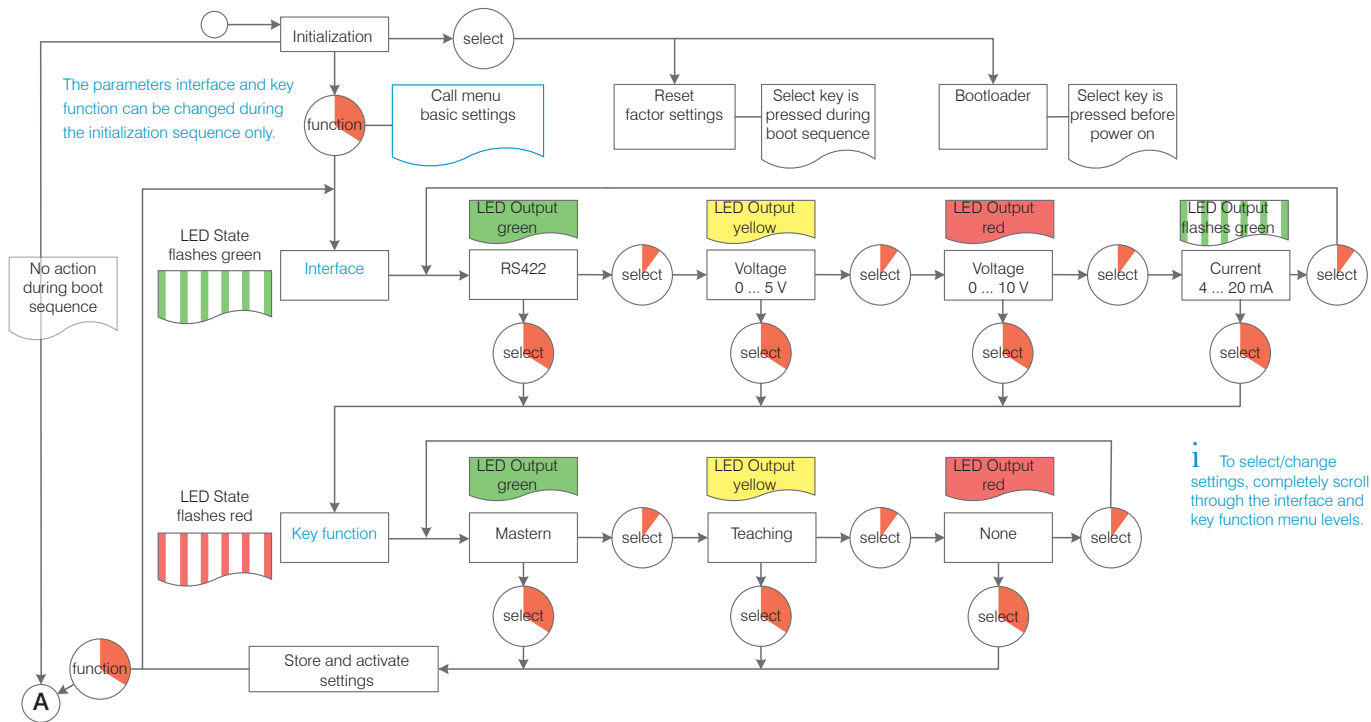 Initialization
select
The parameters interface and key
function can be changed during
the initialization sequence only.
function
Call menu
basic settings
Reset
factor settings
Select key is
pressed during
boot sequence
Bootloader
Select key is
pressed before
power on
LED Output
green
LED Output
yellow
LED Output
red
LED Output
flashes green
LED State
flashes green
No action
during boot
sequence
Interface
RS422
select
Voltage
0 ... 5 V
select
Voltage
0 ... 10 V
select
Current
4 ... 20 mA
select
select
select
select
select
LED Output
green
LED Output
yellow
LED Output
red
i To select/change
settings, completely scroll
through the interface and
key function menu levels.
LED State
flashes red
Key function
Mastern
select
Teaching
select
None
select
select
select
select
function
Store and activate
settings
A